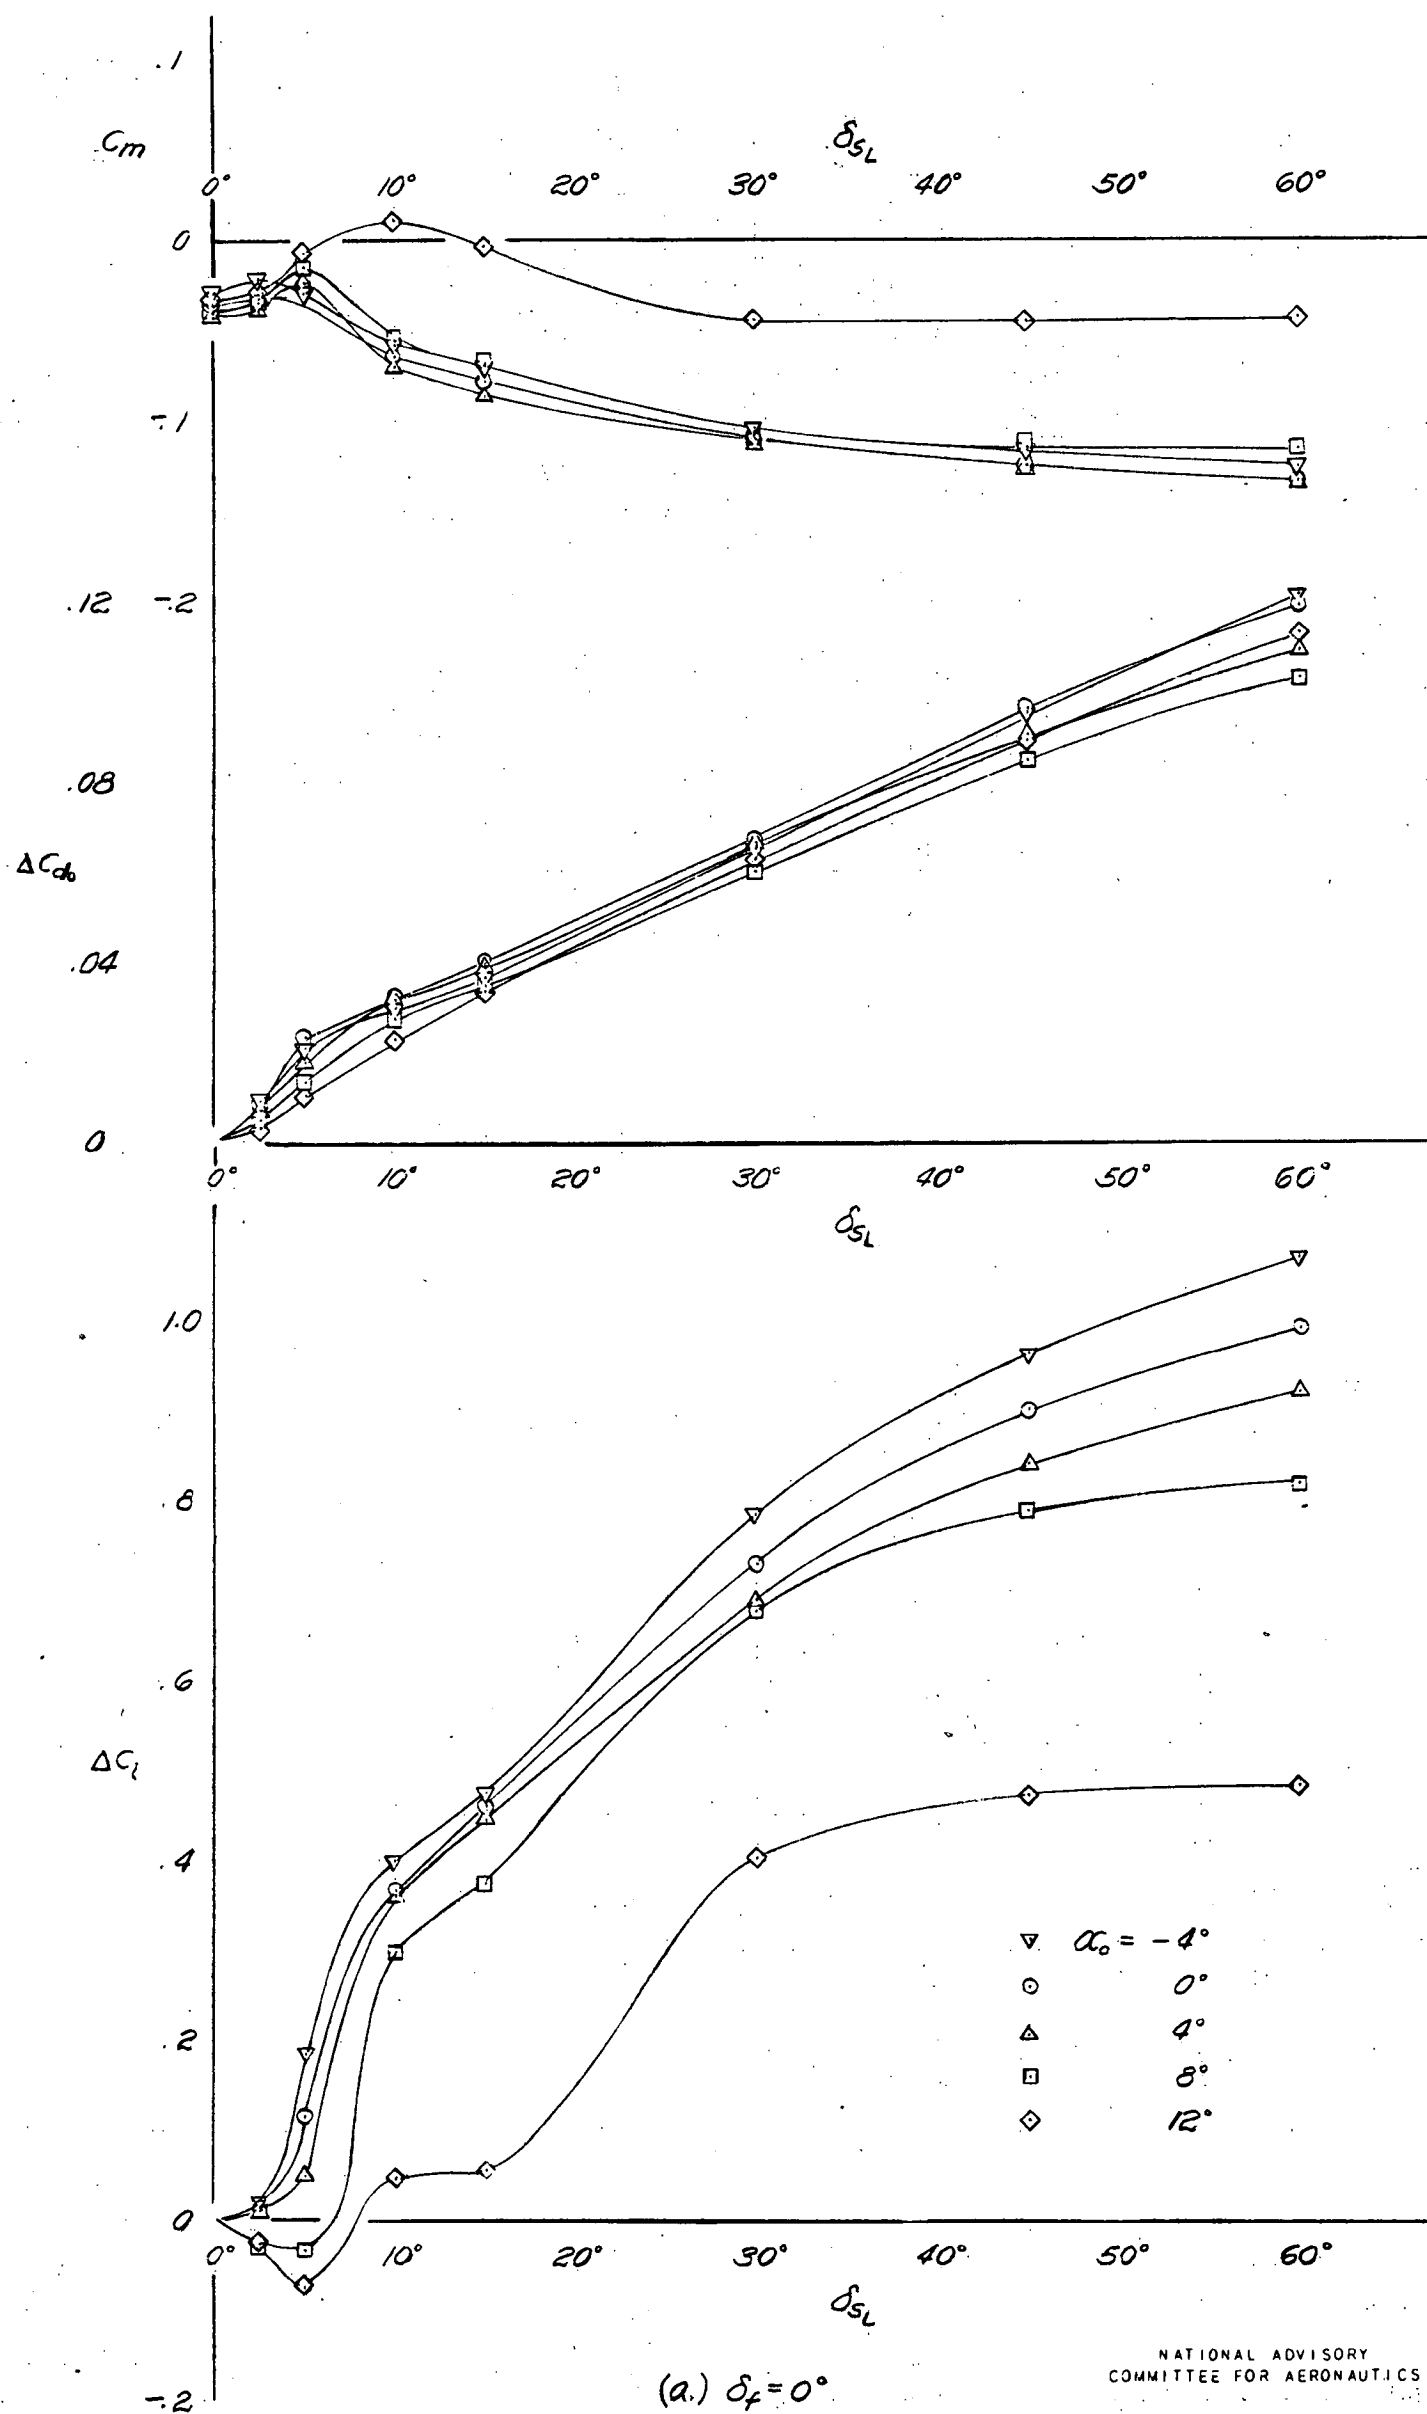 .1
Cm
δSL
0° 10° 20° 30° 40° 50° 60°
0
-.1
.12 -.2
.08
ΔCdo
.04
0
0° 10° 20° 30° 40° 50° 60°
δSL
1.0
.8
.6
ΔCl
.4
α₀ = -4°
0°
4°
8°
12°
.2
0
0° 10° 20° 30° 40° 50° 60°
δSL
-.2
(a.) δf = 0°
NATIONAL ADVISORY
COMMITTEE FOR AERONAUTICS